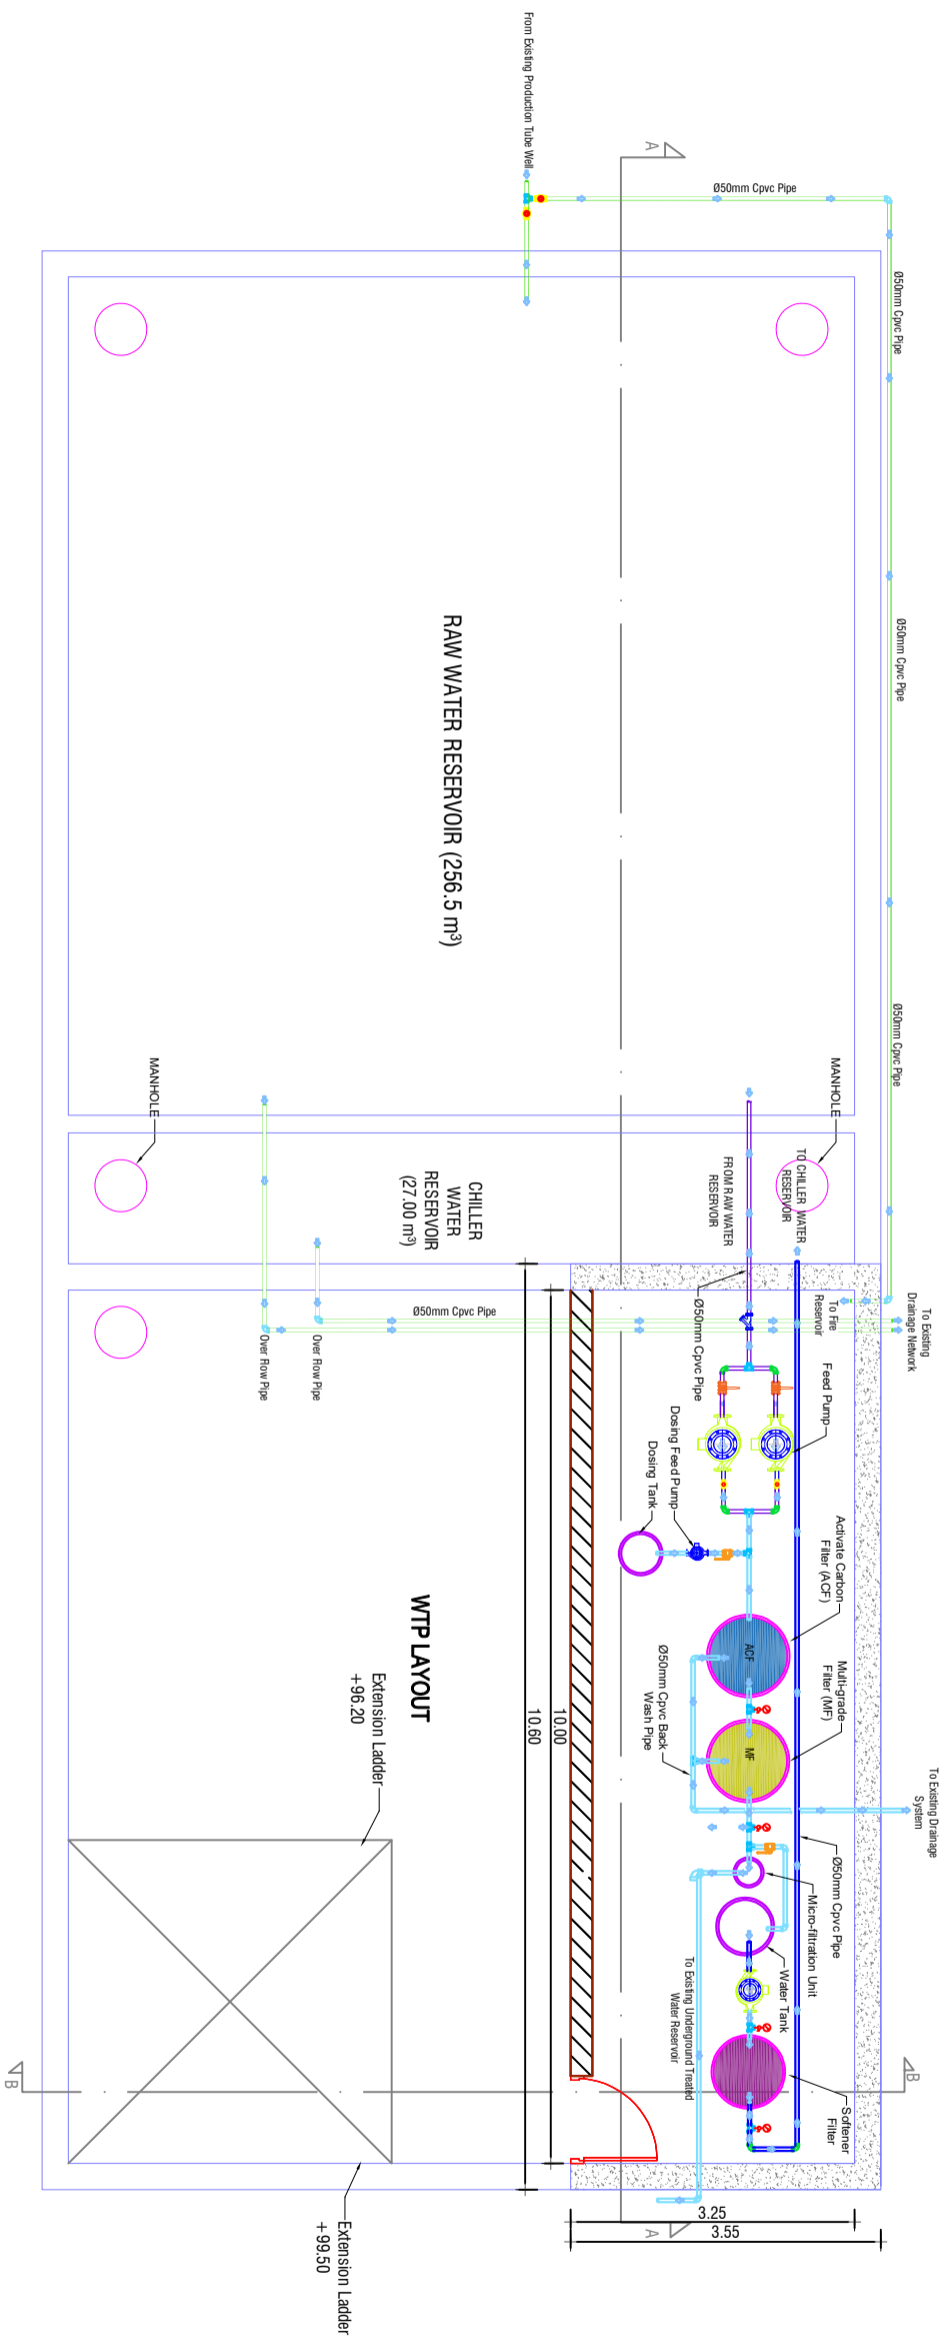 From Existing Production Tube Well
A
Ø50mm Cpvc Pipe
Ø50mm Cpvc Pipe
Ø50mm Cpvc Pipe
Ø50mm Cpvc Pipe
RAW WATER RESERVOIR (256.5 m³)
MANHOLE
MANHOLE
CHILLER
WATER
RESERVOIR
(27.00 m³)
TO CHILLER WATER
RESERVOIR
FROM RAW WATER
RESERVOIR
To Existing
Drainage Network
To Fire
Reservoir
Ø50mm Cpvc Pipe
Ø50mm Cpvc Pipe
Over Row Pipe
Over Row Pipe
Feed Pump
Dosing Feed Pump
Dosing Tank
Activate Carbon
Filter (ACF)
Multi-grade
Filter (MF)
ACF
MF
Ø50mm Cpvc Back
Wash Pipe
To Existing Drainage
System
Ø50mm Cpvc Pipe
Micro-filtration Unit
Water Tank
To Existing Underground Treated
Water Reservoir
Softener
Filter
WTP LAYOUT
10.00
10.60
Extension Ladder
+96.20
Extension Ladder
+99.50
B
B
3.25
3.55
A